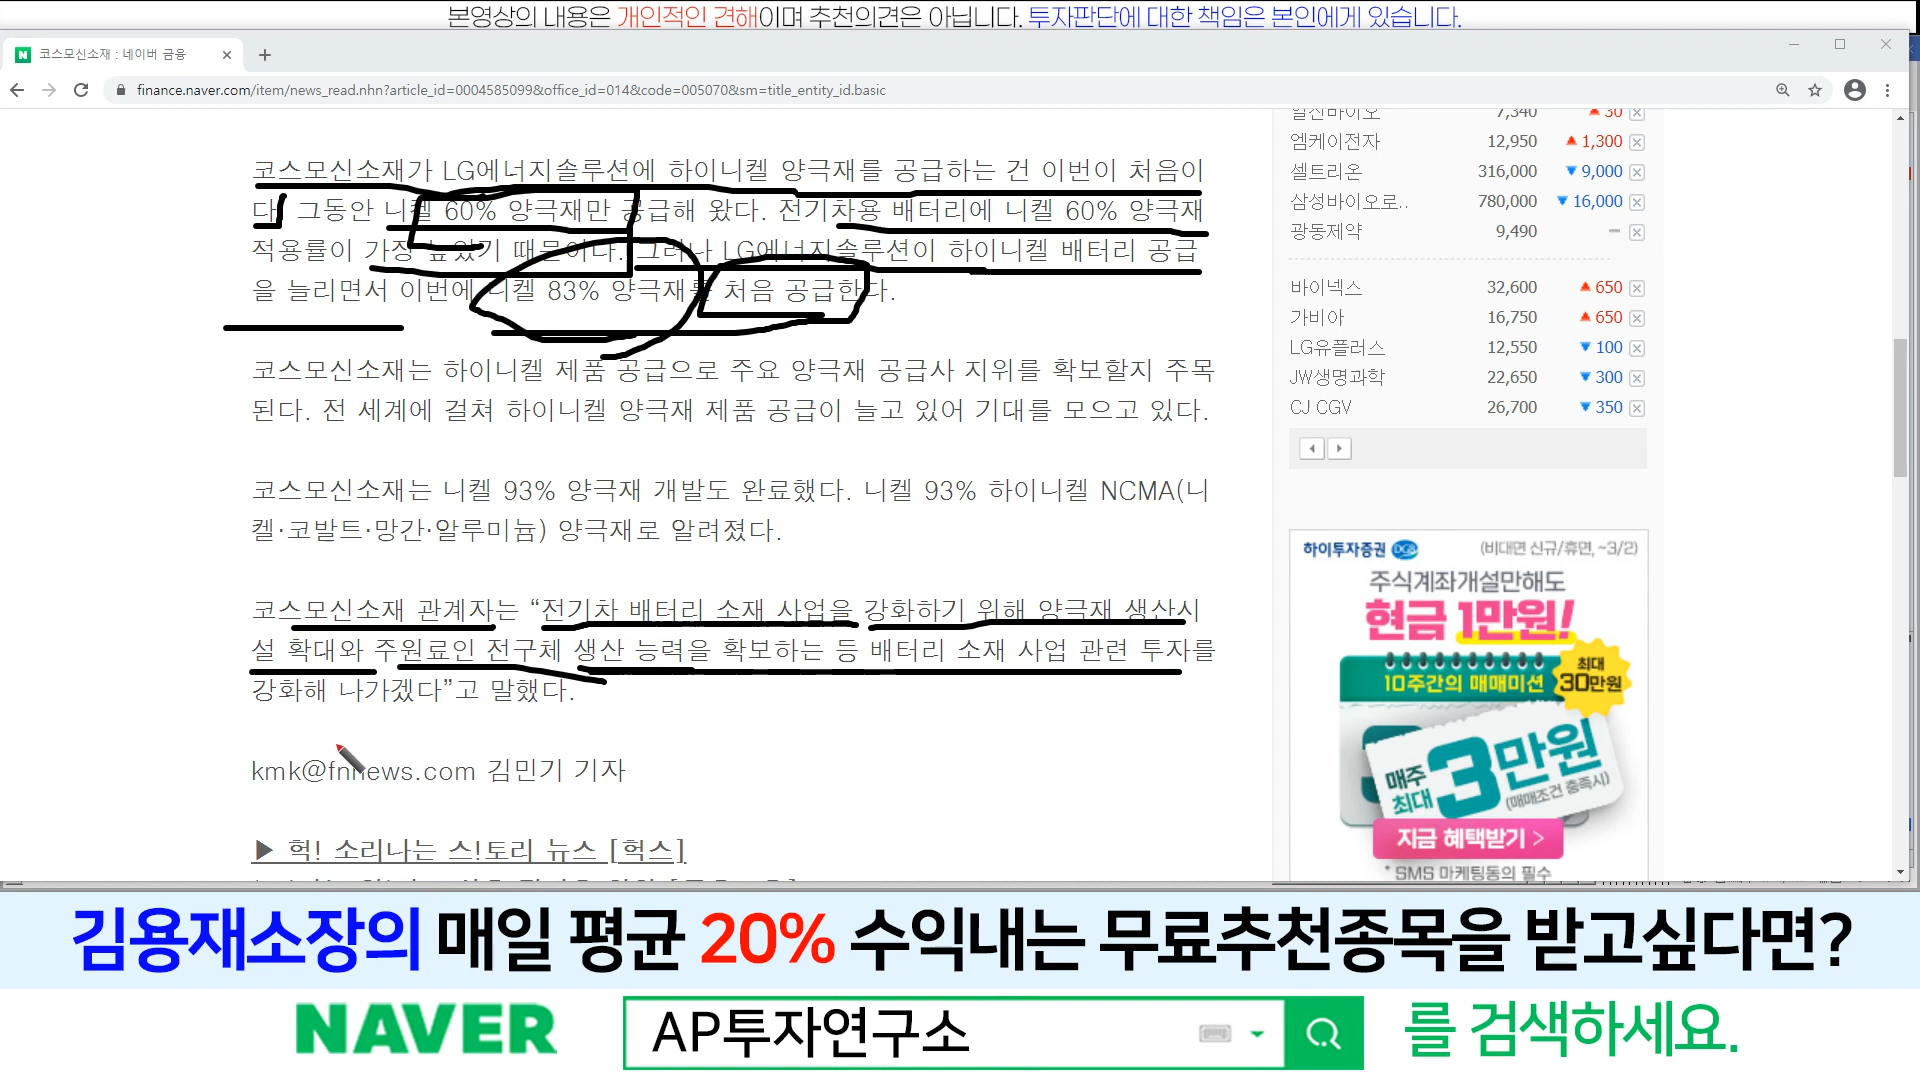 본영상의 내용은 개인적인 견해이며 추천의견은 아닙니다. 투자판단에 대한 책임은 본인에게 있습니다.
코스모신소재 : 네이버 금융
finance.naver.com/item/news_read.nhn?article_id=0004585099&office_id=014&code=005070&sm=title_entity_id.basic
코스모신소재가 LG에너지솔루션에 하이니켈 양극재를 공급하는 건 이번이 처음이
다. 그동안 니켈 60% 양극재만 공급해 왔다. 전기차용 배터리에 니켈 60% 양극재
적용률이 가장 높았기 때문이다. 그러나 LG에너지솔루션이 하이니켈 배터리 공급
을 늘리면서 이번에 니켈 83% 양극재를 처음 공급한다.
코스모신소재는 하이니켈 제품 공급으로 주요 양극재 공급사 지위를 확보할지 주목
된다. 전 세계에 걸쳐 하이니켈 양극재 제품 공급이 늘고 있어 기대를 모으고 있다.
코스모신소재는 니켈 93% 양극재 개발도 완료했다. 니켈 93% 하이니켈 NCMA(니
켈·코발트·망간·알루미늄) 양극재로 알려졌다.
코스모신소재 관계자는 “전기차 배터리 소재 사업을 강화하기 위해 양극재 생산시
설 확대와 주원료인 전구체 생산 능력을 확보하는 등 배터리 소재 사업 관련 투자를
강화해 나가겠다”고 말했다.
kmk@fnnews.com 김민기 기자
▶ 헉! 소리나는 스!토리 뉴스 [헉스]
일신바이오 7,340 ▲ 30
엠케이전자 12,950 ▲ 1,300
셀트리온 316,000 ▼ 9,000
삼성바이오로.. 780,000 ▼ 16,000
광동제약 9,490 –
바이넥스 32,600 ▲ 650
가비아 16,750 ▲ 650
LG유플러스 12,550 ▼ 100
JW생명과학 22,650 ▼ 300
CJ CGV 26,700 ▼ 350
하이투자증권 DGB (비대면 신규/휴면, ~3/2)
주식계좌개설만해도
현금 1만원!
10주간의 매매미션
최대
30만원
매주
최대
3만원
(매매조건 충족시)
지금 혜택받기 >
* SMS 마케팅동의 필수
김용재소장의 매일 평균 20% 수익내는 무료추천종목을 받고싶다면?
NAVER AP투자연구소 를 검색하세요.